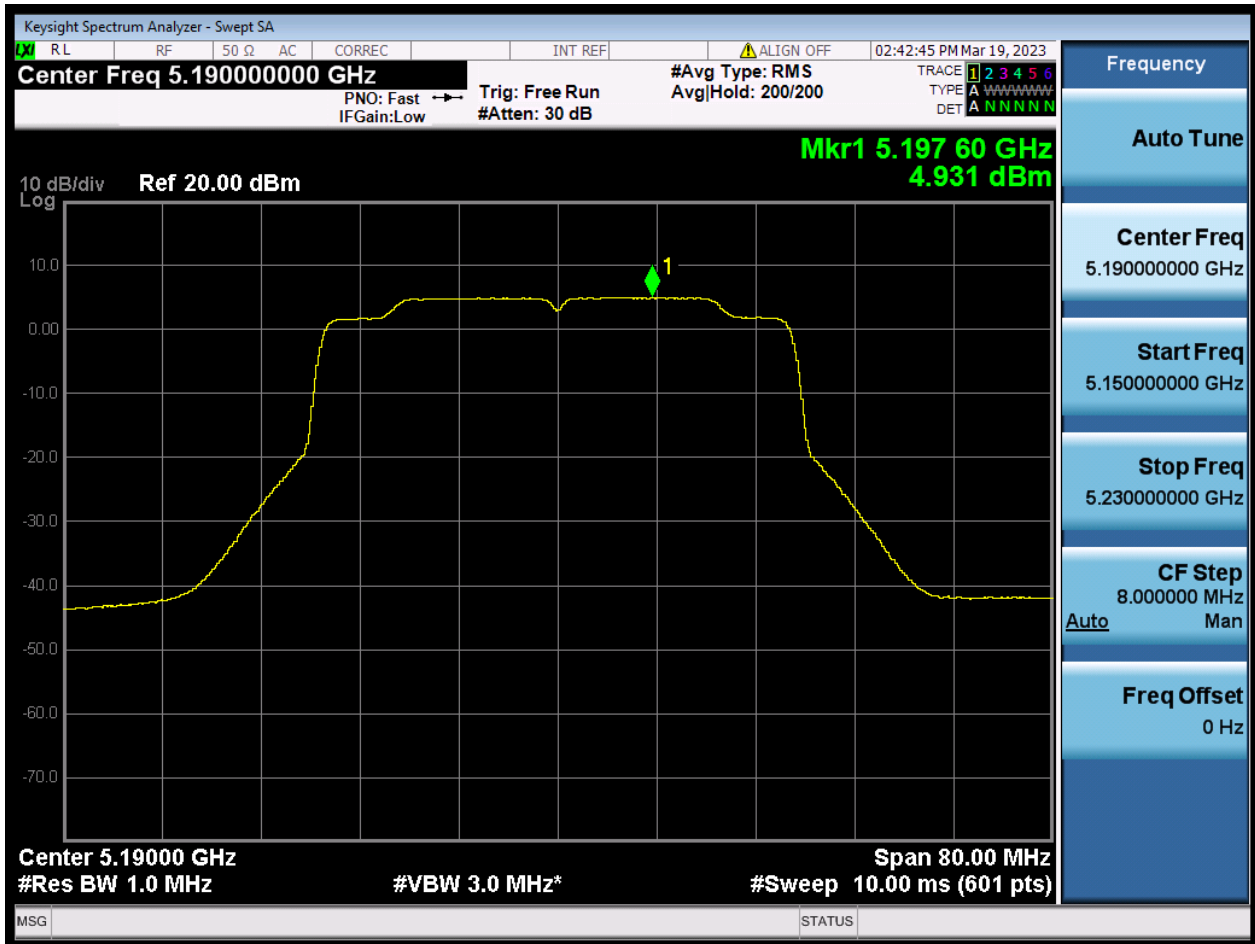 Keysight Spectrum Analyzer - Swept SA
LXI RL RF 50 Ω AC CORREC INT REF ALIGN OFF 02:42:45 PM Mar 19, 2023
Center Freq 5.190000000 GHz
PNO: Fast
IFGain:Low
Trig: Free Run
#Atten: 30 dB
#Avg Type: RMS
Avg|Hold: 200/200
TRACE 1 2 3 4 5 6
TYPE A WWWWW
DET A N N N N N
Mkr1 5.197 60 GHz
4.931 dBm
10 dB/div Ref 20.00 dBm
Log
10.0
0.00
-10.0
-20.0
-30.0
-40.0
-50.0
-60.0
-70.0
1
Center 5.19000 GHz Span 80.00 MHz
#Res BW 1.0 MHz #VBW 3.0 MHz* #Sweep 10.00 ms (601 pts)
MSG STATUS
Frequency
Auto Tune
Center Freq
5.190000000 GHz
Start Freq
5.150000000 GHz
Stop Freq
5.230000000 GHz
CF Step
8.000000 MHz
Auto Man
Freq Offset
0 Hz